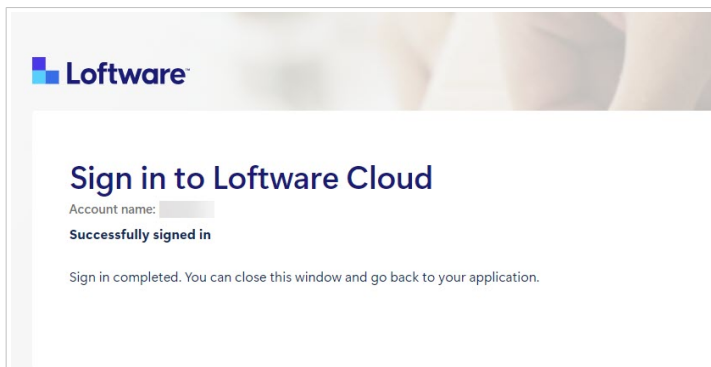 Loftware™
Sign in to Loftware Cloud
Account name:
Successfully signed in
Sign in completed. You can close this window and go back to your application.